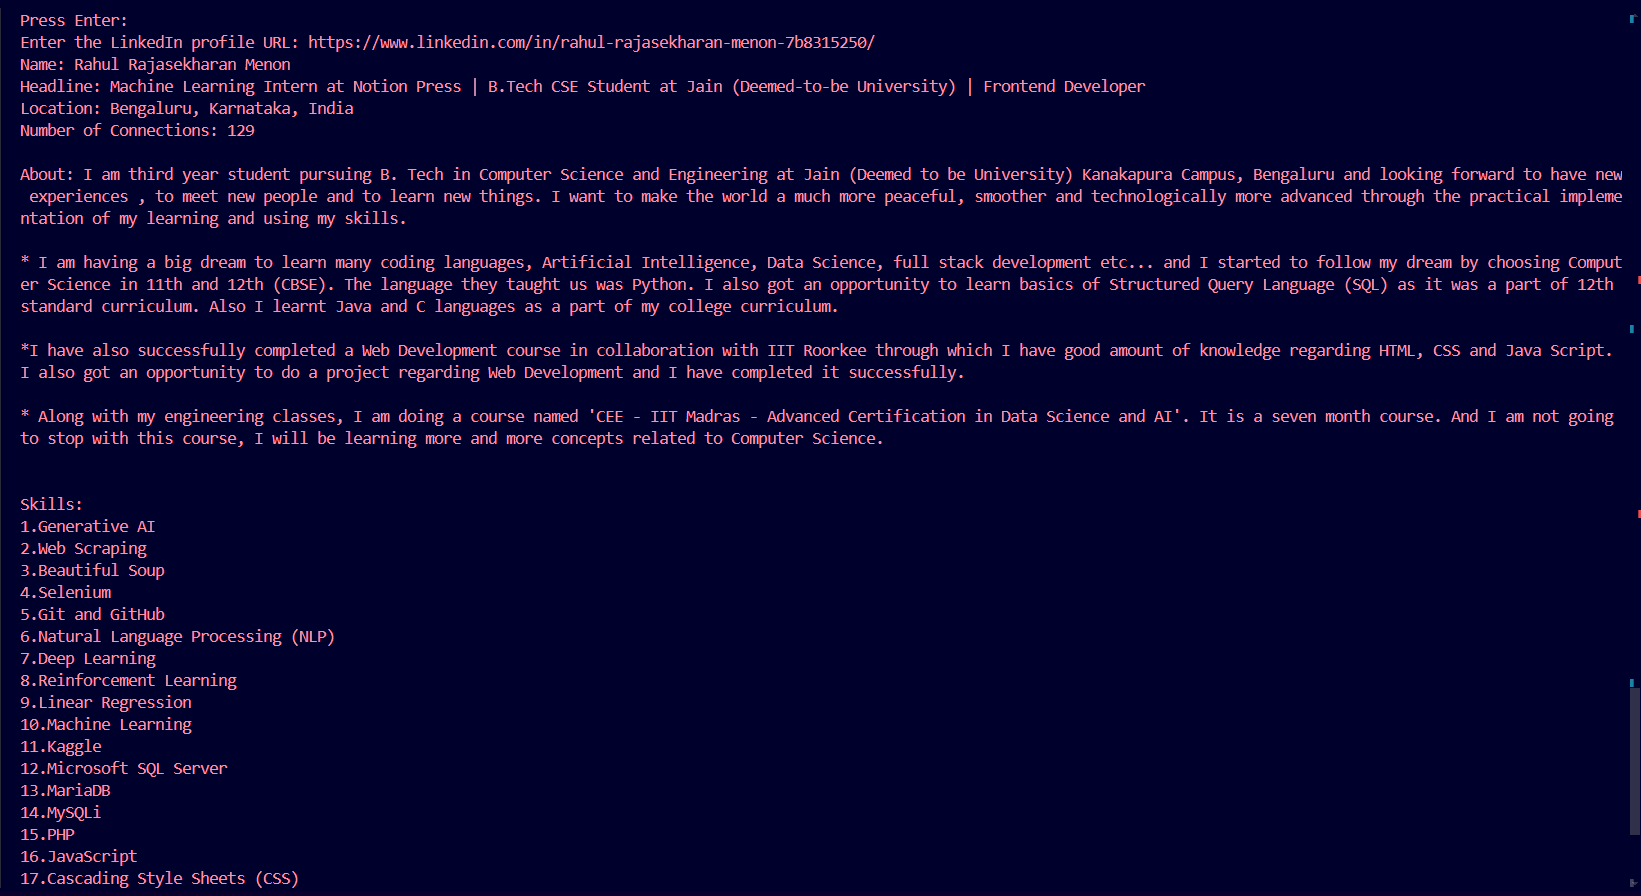 Press Enter:
Enter the LinkedIn profile URL: https://www.linkedin.com/in/rahul-rajasekharan-menon-7b8315250/
Name: Rahul Rajasekharan Menon
Headline: Machine Learning Intern at Notion Press | B.Tech CSE Student at Jain (Deemed-to-be University) | Frontend Developer
Location: Bengaluru, Karnataka, India
Number of Connections: 129
About: I am third year student pursuing B. Tech in Computer Science and Engineering at Jain (Deemed to be University) Kanakapura Campus, Bengaluru and looking forward to have new
experiences , to meet new people and to learn new things. I want to make the world a much more peaceful, smoother and technologically more advanced through the practical impleme
ntation of my learning and using my skills.
* I am having a big dream to learn many coding languages, Artificial Intelligence, Data Science, full stack development etc... and I started to follow my dream by choosing Comput
er Science in 11th and 12th (CBSE). The language they taught us was Python. I also got an opportunity to learn basics of Structured Query Language (SQL) as it was a part of 12th
standard curriculum. Also I learnt Java and C languages as a part of my college curriculum.
*I have also successfully completed a Web Development course in collaboration with IIT Roorkee through which I have good amount of knowledge regarding HTML, CSS and Java Script.
I also got an opportunity to do a project regarding Web Development and I have completed it successfully.
* Along with my engineering classes, I am doing a course named 'CEE - IIT Madras - Advanced Certification in Data Science and AI'. It is a seven month course. And I am not going
to stop with this course, I will be learning more and more concepts related to Computer Science.
Skills:
1.Generative AI
2.Web Scraping
3.Beautiful Soup
4.Selenium
5.Git and GitHub
6.Natural Language Processing (NLP)
7.Deep Learning
8.Reinforcement Learning
9.Linear Regression
10.Machine Learning
11.Kaggle
12.Microsoft SQL Server
13.MariaDB
14.MySQLi
15.PHP
16.JavaScript
17.Cascading Style Sheets (CSS)